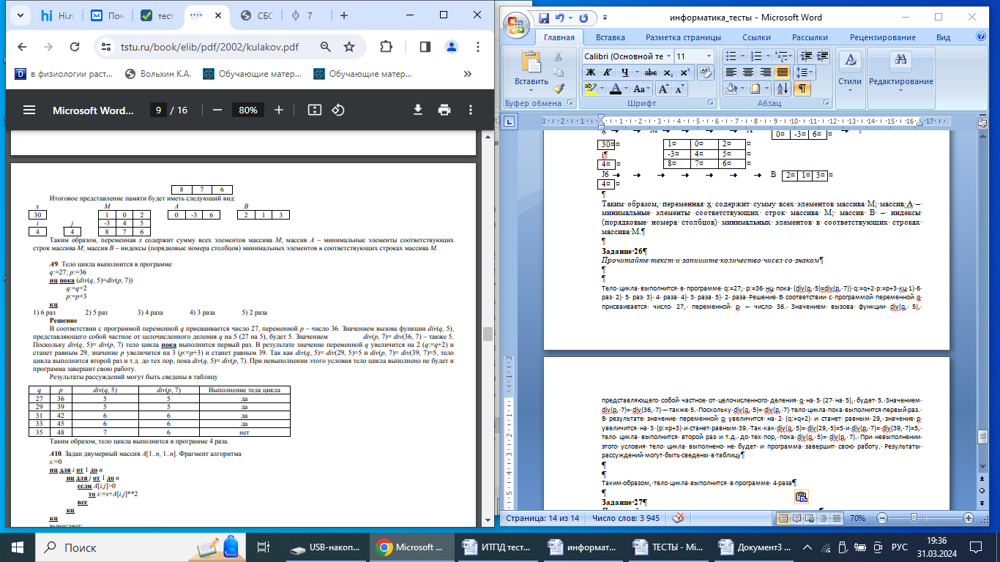 Hi.ru
Поч
тест
СБС
7
tstu.ru/book/elib/pdf/2002/kulakov.pdf
в физиологии раст...
Вольхин К.А.
Обучающие матер...
Обучающие матер...
»
Microsoft Word...
9 / 16
80%
8 7 6
Итоговое представление памяти будет иметь следующий вид:
x M A B
30 1 0 2 0 -3 6 2 1 3
i j -3 4 5
4 4 8 7 6
Таким образом, переменная x содержит сумму всех элементов массива M; массив A – минимальные элементы соответствующих
строк массива M; массив B – индексы (порядковые номера столбцов) минимальных элементов в соответствующих строках массива M.
А9. Тело цикла выполнится в программе
q:=27; p:=36
нц пока (div(q, 5)=div(p, 7))
q:=q+2
p:=p+3
кц
1) 6 раз 2) 5 раз 3) 4 раза 4) 3 раза 5) 2 раза
Решение
В соответствии с программой переменной q присваивается число 27, переменной p – число 36. Значением вызова функции div(q, 5),
представляющего собой частное от целочисленного деления q на 5 (27 на 5), будет 5. Значением div(p, 7)= div(36, 7) – также 5.
Поскольку div(q, 5)= div(p, 7) тело цикла пока выполнится первый раз. В результате значение переменной q увеличится на 2 (q:=q+2) и
станет равным 29, значение p увеличится на 3 (p:=p+3) и станет равным 39. Так как div(q, 5)= div(29, 5)=5 и div(p, 7)= div(39, 7)=5, тело
цикла выполнится второй раз и т.д. до тех пор, пока div(q, 5)= div(p, 7). При невыполнении этого условия тело цикла выполнено не будет и
программа завершит свою работу.
Результаты рассуждений могут быть сведены в таблицу
q p div(q, 5) div(p, 7) Выполнение тела цикла
27 36 5 5 да
29 39 5 5 да
31 42 6 6 да
33 45 6 6 да
35 48 7 6 нет
Таким образом, тело цикла выполнится в программе 4 раза.
А10. Задан двумерный массив A[1..n, 1..n]. Фрагмент алгоритма
s:=0
нц для i от 1 до n
нц для j от 1 до n
если A[i,j]>0
то s:=s+A[i,j]**2
все
кц
кц
вычисляет:
информатика_тесты - Microsoft Word
Главная Вставка Разметка страницы Ссылки Рассылки Рецензирование Вид
Вставить
Calibri (Основной те 11
Ж К Ч abc x₂ x²
Aa
Стили
Редактирование
Буфер обмена Шрифт Абзац
3 2 1 1 2 3 4 5 6 7 8 9 10 11 12 13 14 15 16 17
x M A 0¤ -3¤ 6¤ ¶
30¤¤ 1¤ 0¤ 2¤ ¤
i¶ -3¤ 4¤ 5¤ ¤
4¤ ¤ 8¤ 7¤ 6¤ ¤
J6 B 2¤ 1¤ 3¤ ¤
4¤ ¤
¶
Таким· образом,· переменная· x· содержит· сумму· всех· элементов· массива· M;· массив· A· –·
минимальные· элементы· соответствующих· строк· массива· M;· массив· B· –· индексы·
(порядковые· номера· столбцов)· минимальных· элементов· в· соответствующих· строках·
массива·M.¶
¶
¶
Задание·26¶
Прочитайте·текст·и·запишите·количество·чисел·со·знаком¶
¶
¶
Тело· цикла· выполнится· в· программе· q:=27;· p:=36· нц· пока· (div(q,·5)=div(p,·7))· q:=q+2· p:=p+3· кц·1)· 6·
раз· 2)· 5· раз· 3)· 4· раза· 4)· 3· раза· 5)· 2· раза· Решение· В· соответствии· с· программой· переменной· q·
присваивается· число· 27,· переменной· p· –· число· 36.· Значением· вызова· функции· div(q,· 5),·
представляющего· собой· частное· от· целочисленного· деления· q· на· 5· (27· на· 5),· будет· 5.· Значением·
div(p,·7)=·div(36,·7)·–·также·5.·Поскольку·div(q,·5)=·div(p,·7)·тело·цикла·пока·выполнится·первый·раз.·
В· результате· значение· переменной· q· увеличится· на· 2· (q:=q+2)· и· станет· равным· 29,· значение· p·
увеличится·на·3·(p:=p+3)·и·станет·равным·39.·Так·как·div(q,·5)=·div(29,·5)=5·и·div(p,·7)=·div(39,·7)=5,·
тело· цикла· выполнится· второй· раз· и· т.д.· до· тех· пор,· пока· div(q,· 5)=· div(p,· 7).· При· невыполнении·
этого· условия· тело· цикла· выполнено· не· будет· и· программа· завершит· свою· работу.· Результаты·
рассуждений·могут·быть·сведены·в·таблицу¶
¶
¶
Таким·образом,·тело·цикла·выполнится·в·программе· 4·раза¶
¶
Задание·27¶
Страница: 14 из 14 Число слов: 3 945 70%
Поиск
USB-накоп...
Microsoft ...
ИТПД тест...
информат...
ТЕСТЫ - Mi...
Документ3 ...
РУС
19:36
31.03.2024